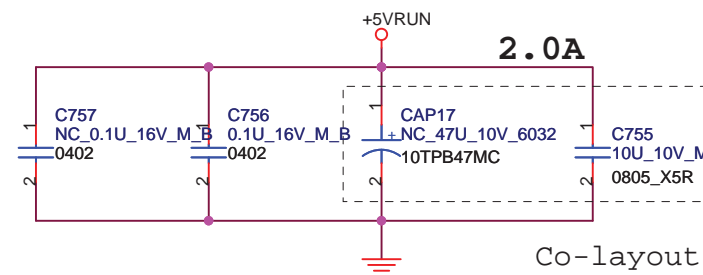 +5VRUN
2.0A
C757
NC_0.1U_16V_M_B
0402
1
2
C756
0.1U_16V_M_B
0402
1
2
CAP17
NC_47U_10V_6032
10TPB47MC
1
+
2
C755
10U_10V_M
0805_X5R
1
2
Co-layout